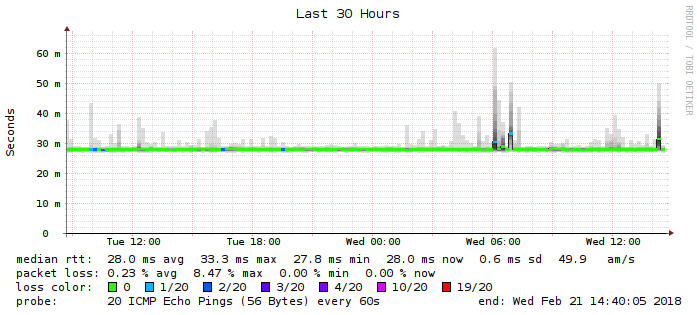 Last 30 Hours
RRDTOOL / TOBI OETIKER
Seconds
60 m
50 m
40 m
30 m
20 m
10 m
0
Tue 12:00 Tue 18:00 Wed 00:00 Wed 06:00 Wed 12:00
median rtt: 28.0 ms avg 33.3 ms max 27.8 ms min 28.0 ms now 0.6 ms sd 49.9 am/s
packet loss: 0.23 % avg 8.47 % max 0.00 % min 0.00 % now
loss color: 0 1/20 2/20 3/20 4/20 10/20 19/20
probe: 20 ICMP Echo Pings (56 Bytes) every 60s end: Wed Feb 21 14:40:05 2018